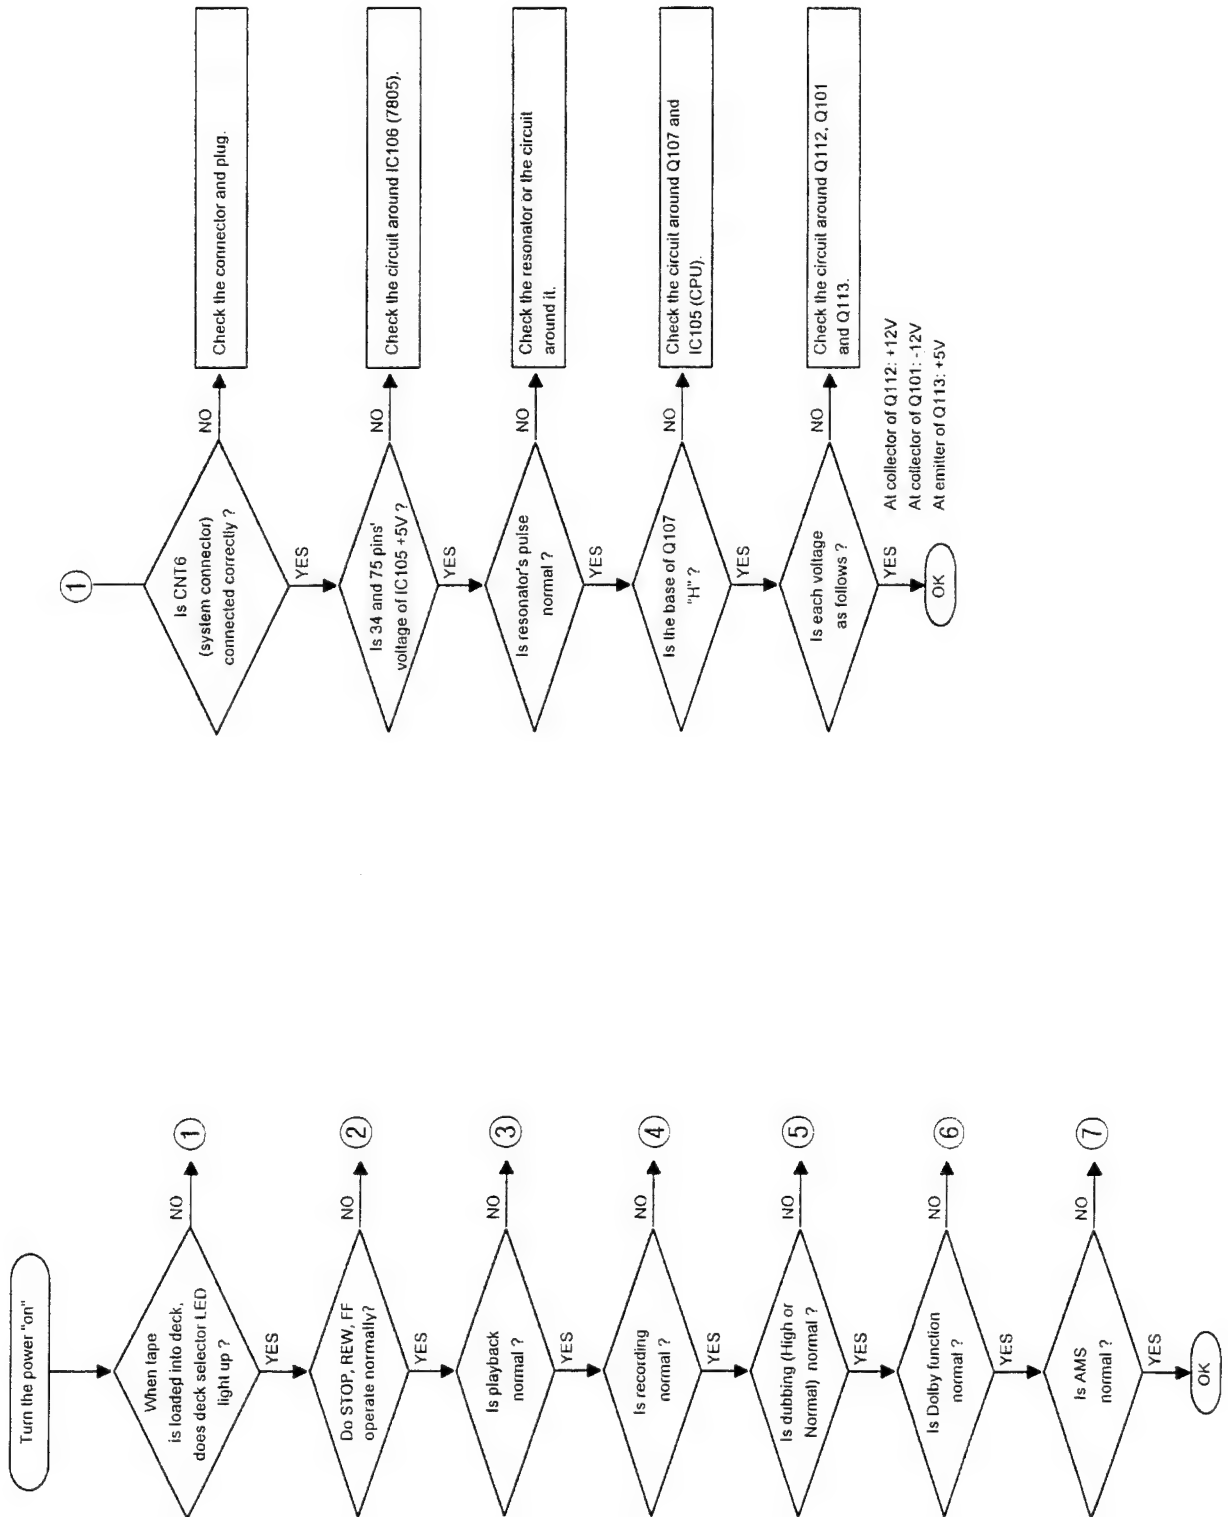 Turn the power "on"
When tape
is loaded into deck,
does deck selector LED
light up ?
NO
①
YES
Do STOP, REW, FF
operate normally?
NO
②
YES
Is playback
normal ?
NO
③
YES
Is recording
normal ?
NO
④
YES
Is dubbing (High or
Normal) normal ?
NO
⑤
YES
Is Dolby function
normal ?
NO
⑥
YES
Is AMS
normal ?
NO
⑦
YES
OK
①
Is CNT6
(system connector)
connected correctly ?
NO
Check the connector and plug.
YES
Is 34 and 75 pins'
voltage of IC105 +5V ?
NO
Check the circuit around IC106 (7805).
YES
Is resonator's pulse
normal ?
NO
Check the resonator or the circuit
around it.
YES
Is the base of Q107
"H" ?
NO
Check the circuit around Q107 and
IC105 (CPU).
YES
Is each voltage
as follows ?
NO
Check the circuit around Q112, Q101
and Q113.
YES
At collector of Q112: +12V
At collector of Q101: -12V
At emitter of Q113: +5V
OK